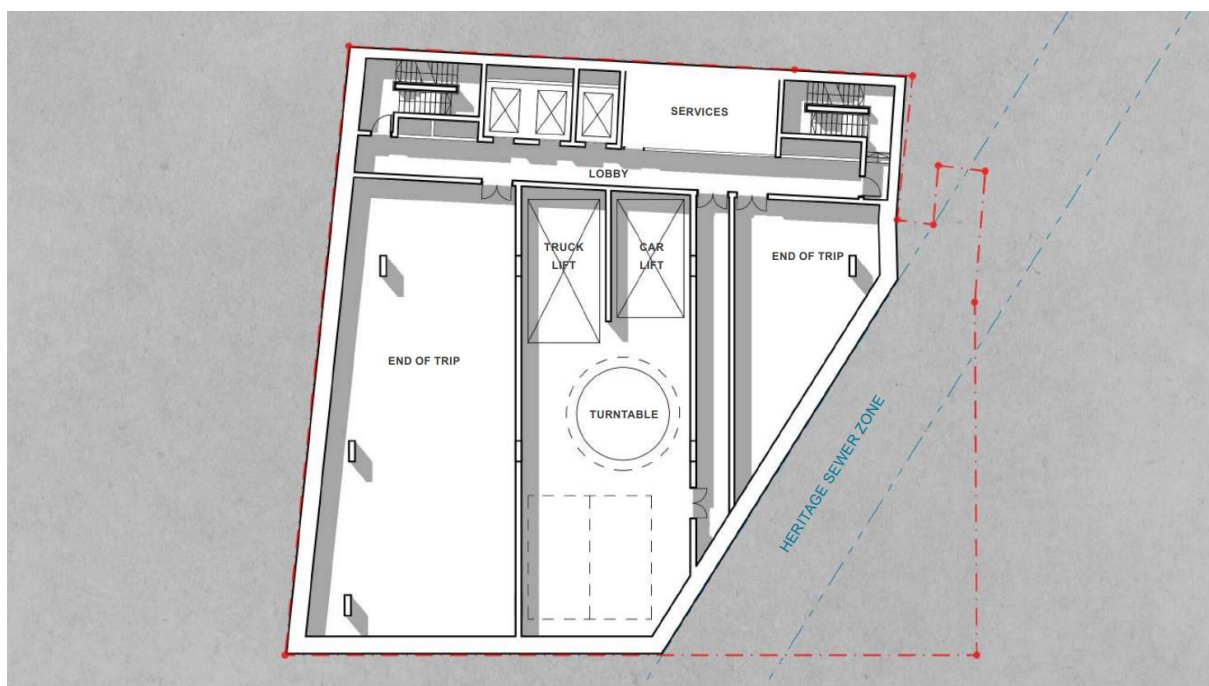 SERVICES
LOBBY
TRUCK
LIFT
CAR
LIFT
END OF TRIP
END OF TRIP
TURNTABLE
HERITAGE SEWER ZONE